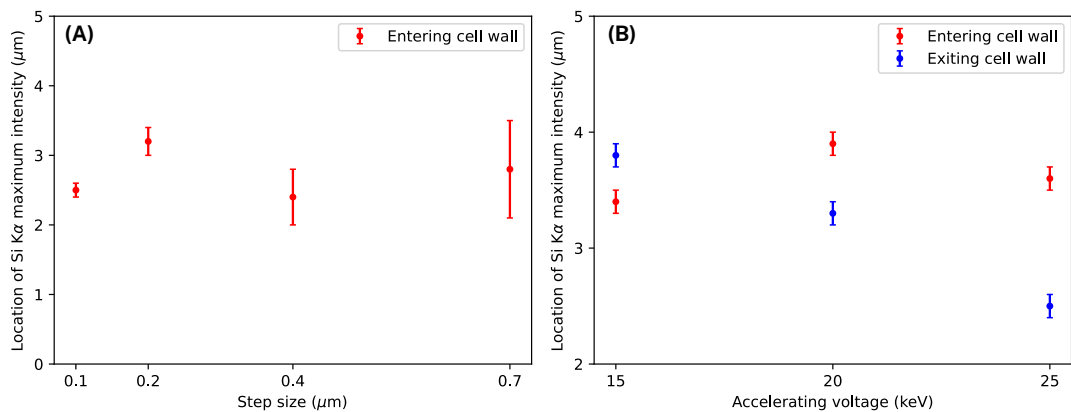 (A)
Entering cell wall
Location of Si Kα maximum intensity (μm)
5
4
3
2
1
0
0.1
0.2
0.4
0.7
Step size (μm)
(B)
Entering cell wall
Exiting cell wall
Location of Si Kα maximum intensity (μm)
5
4
3
2
15
20
25
Accelerating voltage (keV)